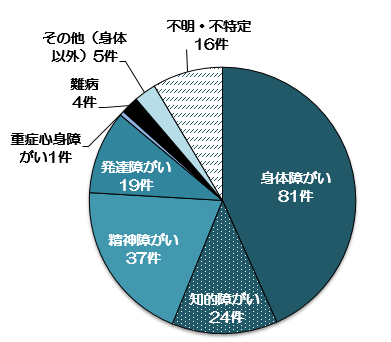 不明・不特定
16件
その他（身体
以外）5件
難病
4件
重症心身障
がい1件
発達障がい
19件
精神障がい
37件
知的障がい
24件
身体障がい
81件